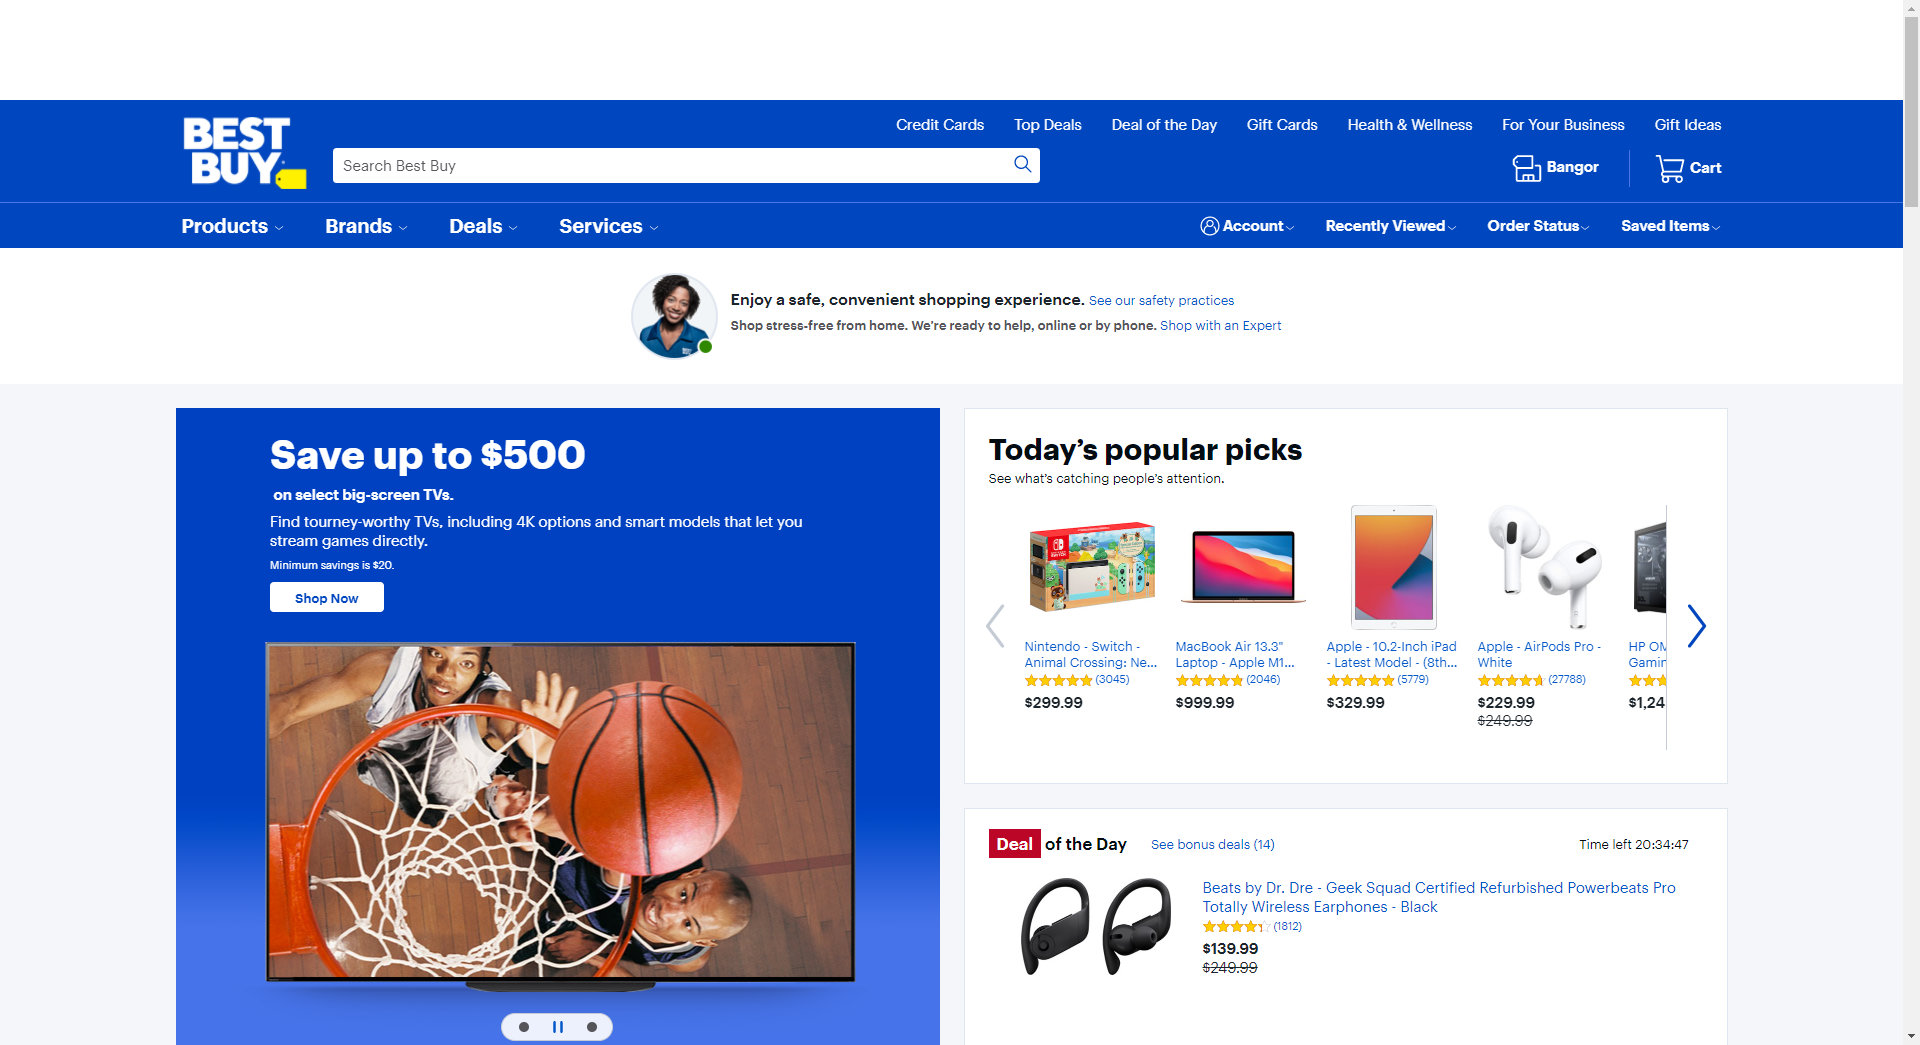 Credit Cards
Top Deals
Deal of the Day
Gift Cards
Health & Wellness
For Your Business
Gift Ideas
BEST
BUY
Search Best Buy
Bangor
Cart
Products
Brands
Deals
Services
Account
Recently Viewed
Order Status
Saved Items
Enjoy a safe, convenient shopping experience. See our safety practices
Shop stress-free from home. We're ready to help, online or by phone. Shop with an Expert
Save up to $500
on select big-screen TVs.
Find tourney-worthy TVs, including 4K options and smart models that let you
stream games directly.
Minimum savings is $20.
Shop Now
Today's popular picks
See what's catching people's attention.
Nintendo - Switch -
Animal Crossing: Ne...
(3045)
$299.99
MacBook Air 13.3"
Laptop - Apple M1...
(2046)
$999.99
Apple - 10.2-Inch iPad
- Latest Model - (8th...
(5779)
$329.99
Apple - AirPods Pro -
White
(27788)
$229.99
$249.99
HP OM
Gamin
$1,24
Deal of the Day
See bonus deals (14)
Time left 20:34:47
Beats by Dr. Dre - Geek Squad Certified Refurbished Powerbeats Pro
Totally Wireless Earphones - Black
(1812)
$139.99
$249.99